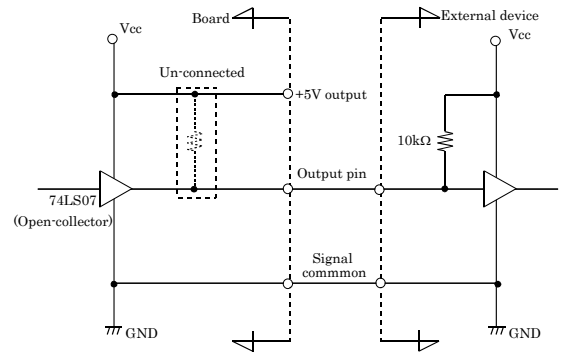 Board
External device
Vcc
Vcc
Un-connected
+5V output
10kΩ
Output pin
74LS07
(Open-collector)
Signal
commmon
GND
GND